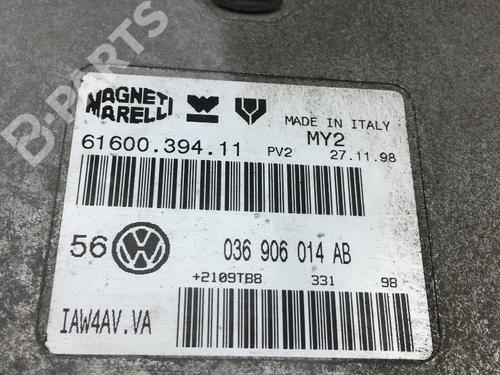 B-PARTS
MAGNETI
MARELLI
MADE IN ITALY
61600.394.11
PV2
MY2
27.11.98
56
036 906 014 AB
+2109TB8 331 98
IAW4AV.VA